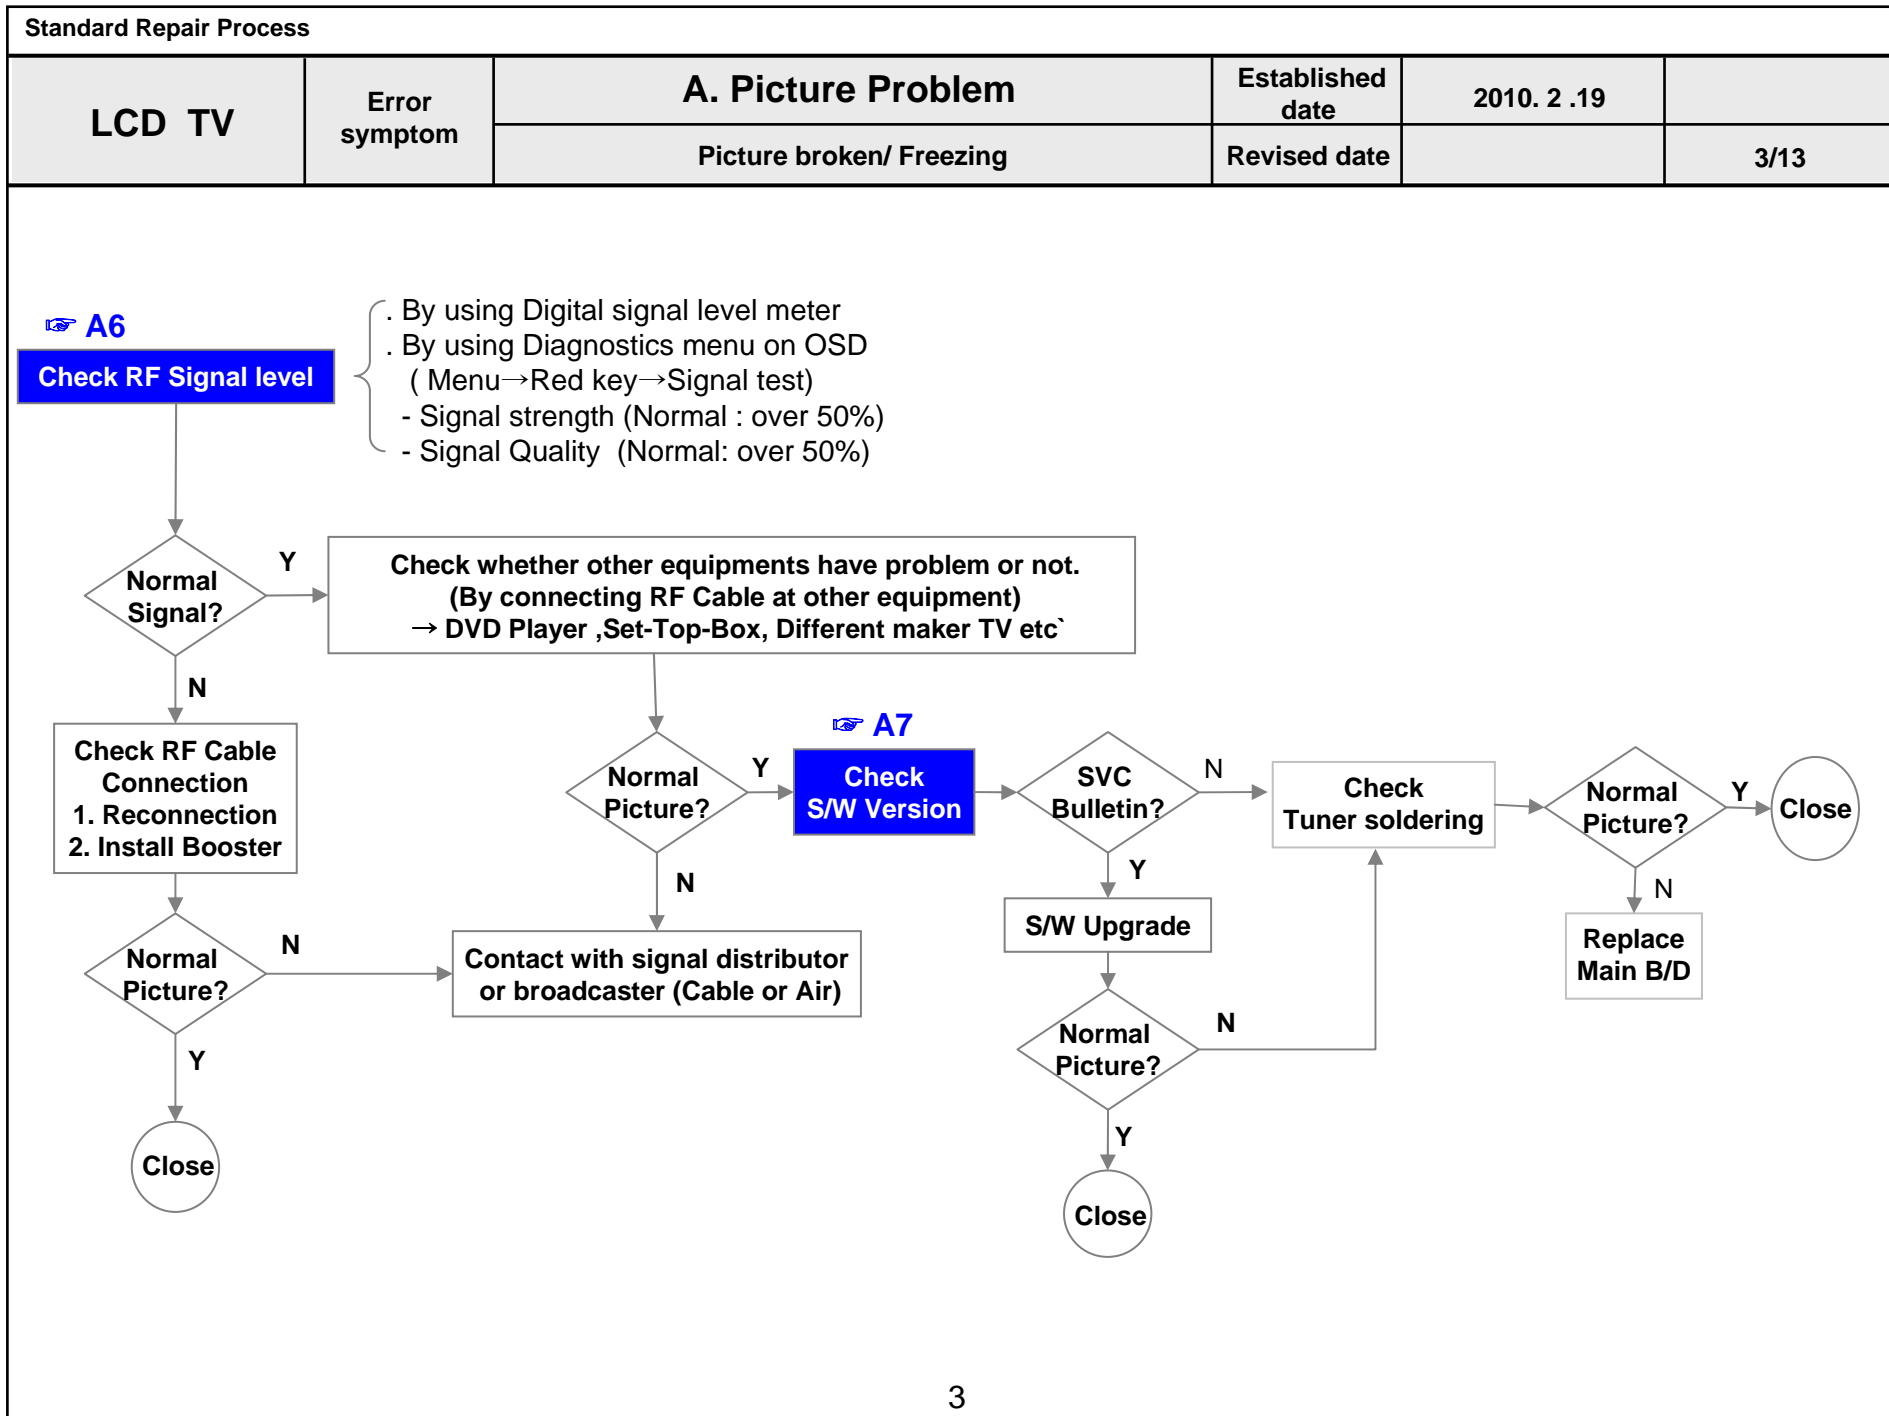 Standard Repair Process
LCD TV
Error
symptom
A. Picture Problem
Established
date
2010. 2 .19
Picture broken/ Freezing
Revised date
3/13
☞ A6
Check RF Signal level
. By using Digital signal level meter
. By using Diagnostics menu on OSD
( Menu→Red key→Signal test)
- Signal strength (Normal : over 50%)
- Signal Quality (Normal: over 50%)
Normal
Signal?
Y
Check whether other equipments have problem or not.
(By connecting RF Cable at other equipment)
→ DVD Player ,Set-Top-Box, Different maker TV etc`
N
Check RF Cable
Connection
1. Reconnection
2. Install Booster
Normal
Picture?
Y
☞ A7
Check
S/W Version
SVC
Bulletin?
N
Check
Tuner soldering
Normal
Picture?
Y
Close
N
Y
N
S/W Upgrade
Replace
Main B/D
Normal
Picture?
N
Contact with signal distributor
or broadcaster (Cable or Air)
Normal
Picture?
N
Y
Close
Y
Close
3